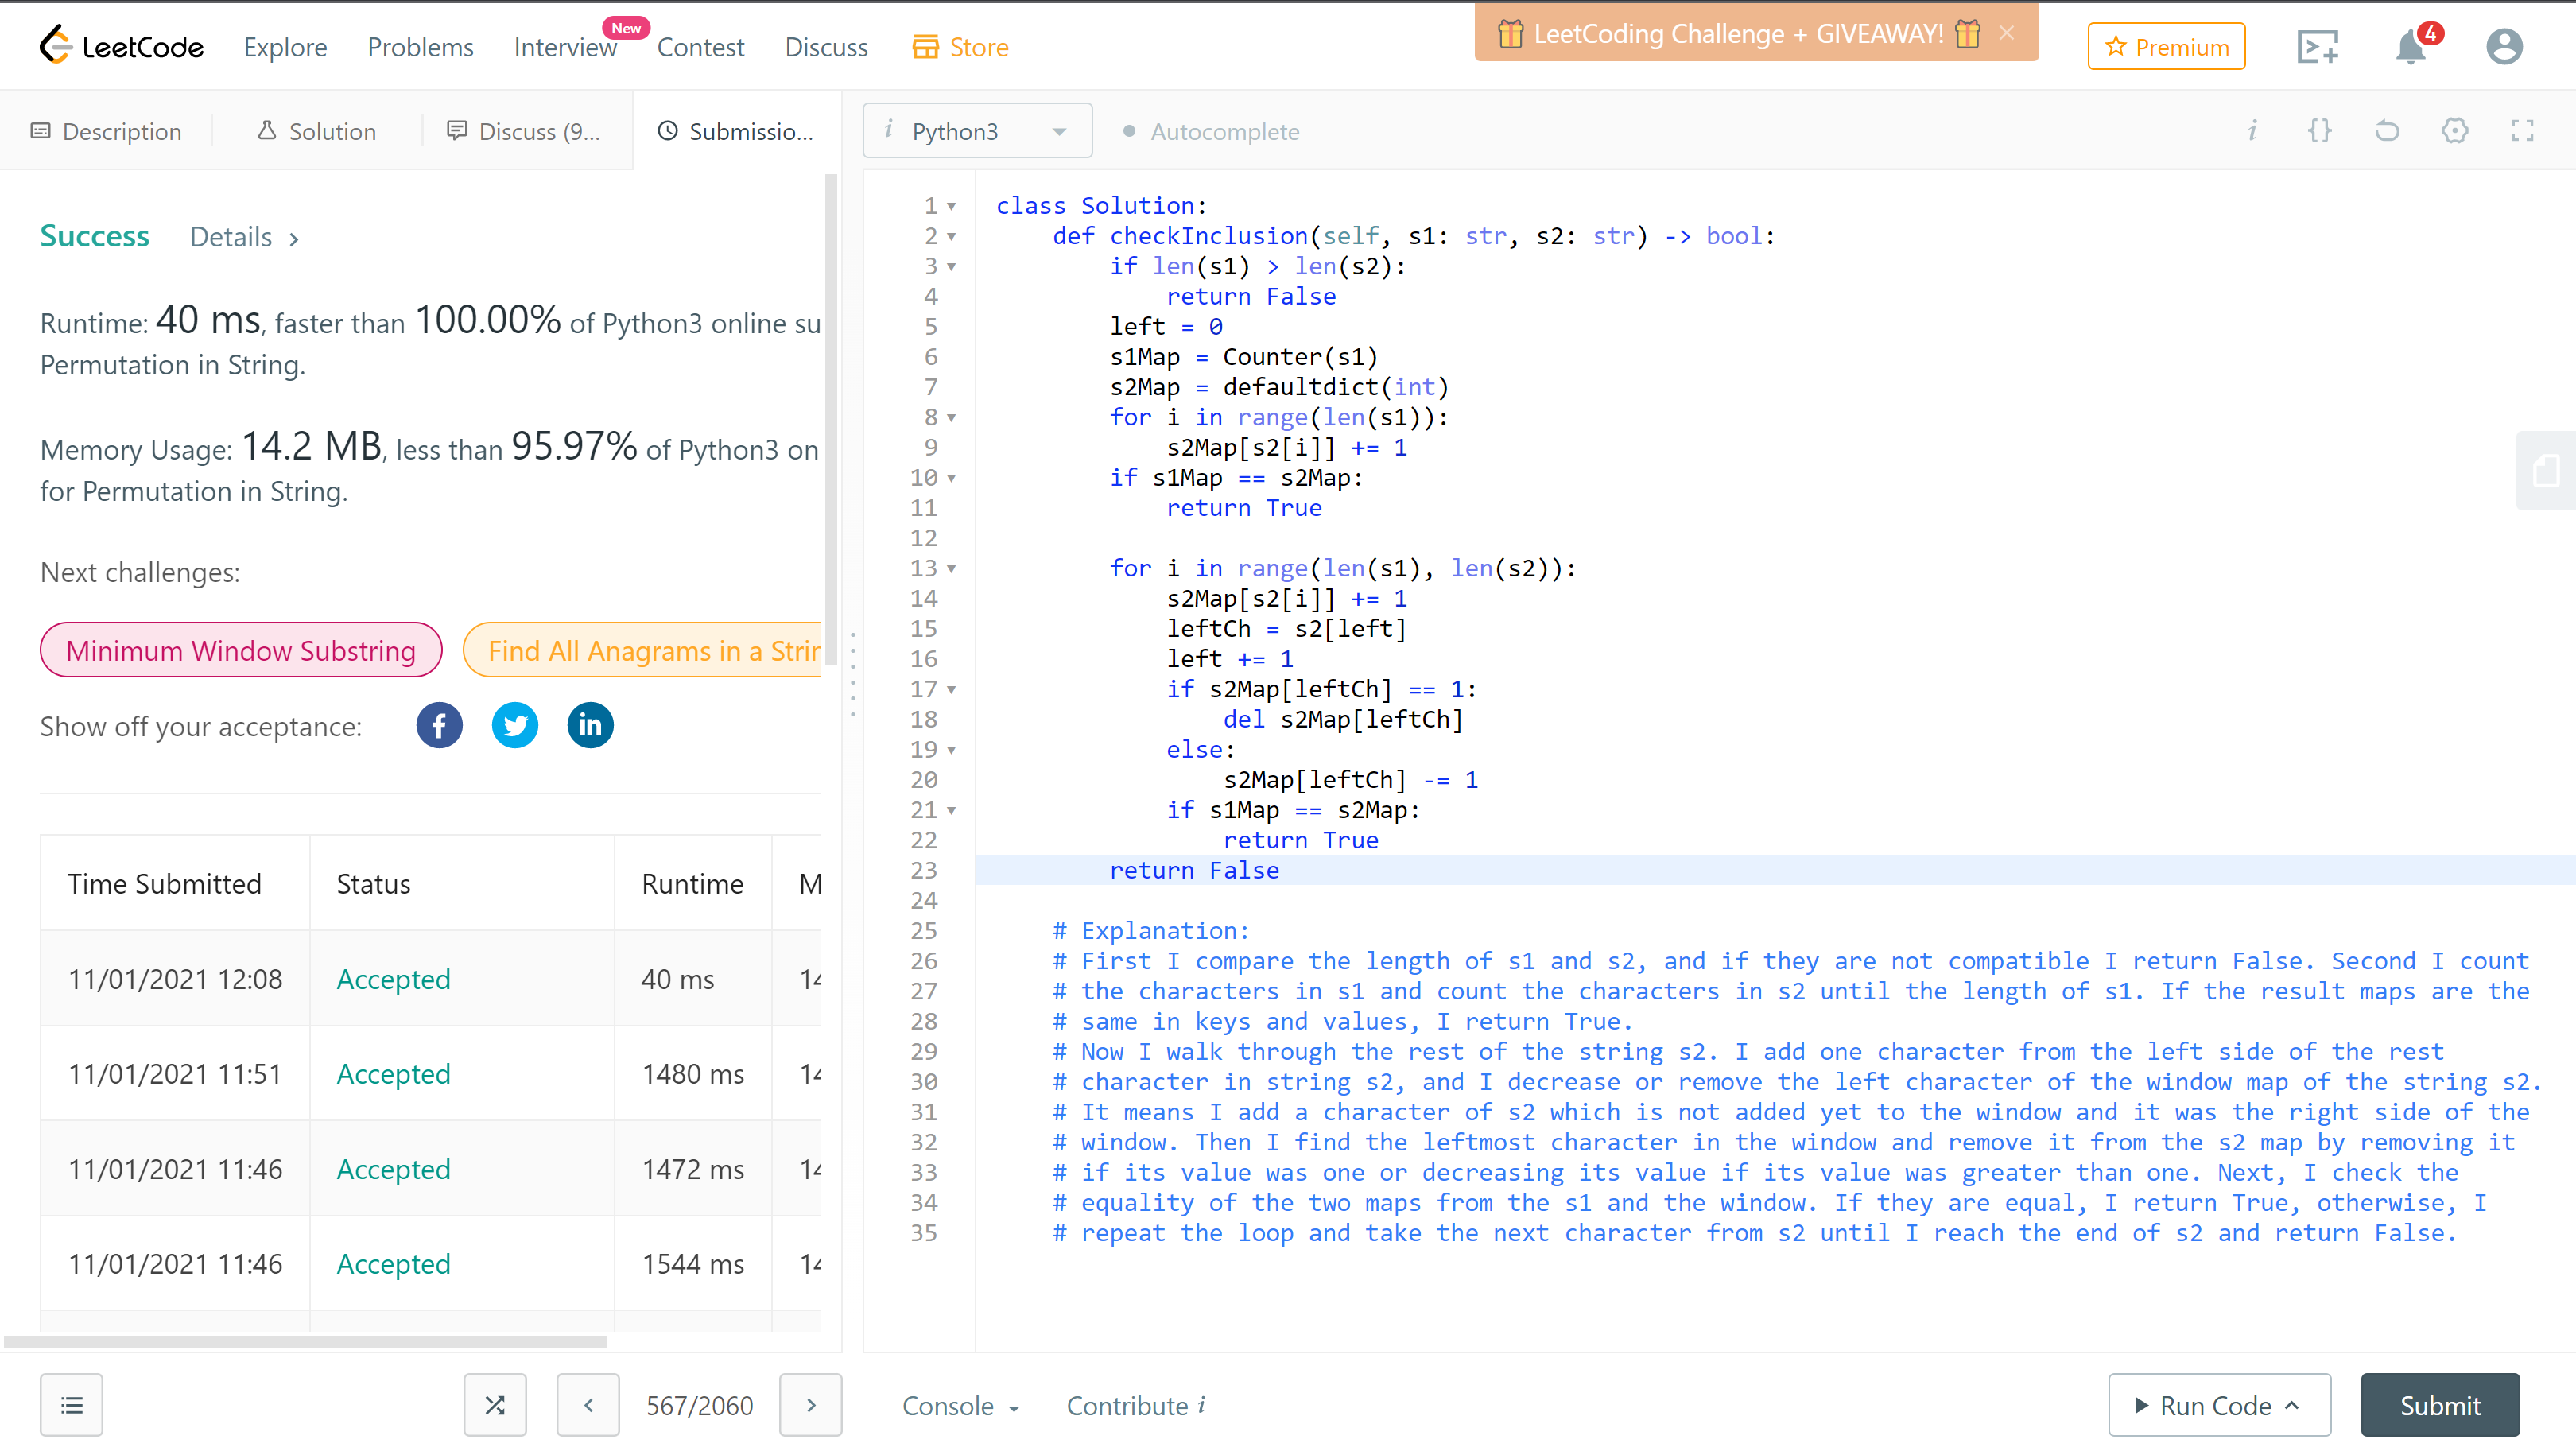 LeetCode Explore Problems Interview New Contest Discuss Store LeetCoding Challenge + GIVEAWAY! × Premium 4
Description Solution Discuss (9... Submissio...
i Python3 Autocomplete i {}
Success Details >
Runtime: 40 ms, faster than 100.00% of Python3 online su
Permutation in String.
Memory Usage: 14.2 MB, less than 95.97% of Python3 on
for Permutation in String.
Next challenges:
Minimum Window Substring Find All Anagrams in a Strin
Show off your acceptance: f in
Time Submitted Status Runtime M
11/01/2021 12:08 Accepted 40 ms 14
11/01/2021 11:51 Accepted 1480 ms 14
11/01/2021 11:46 Accepted 1472 ms 14
11/01/2021 11:46 Accepted 1544 ms 14
1 class Solution:
2     def checkInclusion(self, s1: str, s2: str) -> bool:
3         if len(s1) > len(s2):
4             return False
5         left = 0
6         s1Map = Counter(s1)
7         s2Map = defaultdict(int)
8         for i in range(len(s1)):
9             s2Map[s2[i]] += 1
10         if s1Map == s2Map:
11             return True
12
13         for i in range(len(s1), len(s2)):
14             s2Map[s2[i]] += 1
15             leftCh = s2[left]
16             left += 1
17             if s2Map[leftCh] == 1:
18                 del s2Map[leftCh]
19             else:
20                 s2Map[leftCh] -= 1
21             if s1Map == s2Map:
22                 return True
23         return False
24
25     # Explanation:
26     # First I compare the length of s1 and s2, and if they are not compatible I return False. Second I count
27     # the characters in s1 and count the characters in s2 until the length of s1. If the result maps are the
28     # same in keys and values, I return True.
29     # Now I walk through the rest of the string s2. I add one character from the left side of the rest
30     # character in string s2, and I decrease or remove the left character of the window map of the string s2.
31     # It means I add a character of s2 which is not added yet to the window and it was the right side of the
32     # window. Then I find the leftmost character in the window and remove it from the s2 map by removing it
33     # if its value was one or decreasing its value if its value was greater than one. Next, I check the
34     # equality of the two maps from the s1 and the window. If they are equal, I return True, otherwise, I
35     # repeat the loop and take the next character from s2 until I reach the end of s2 and return False.
< 567/2060 > Console Contribute i Run Code Submit